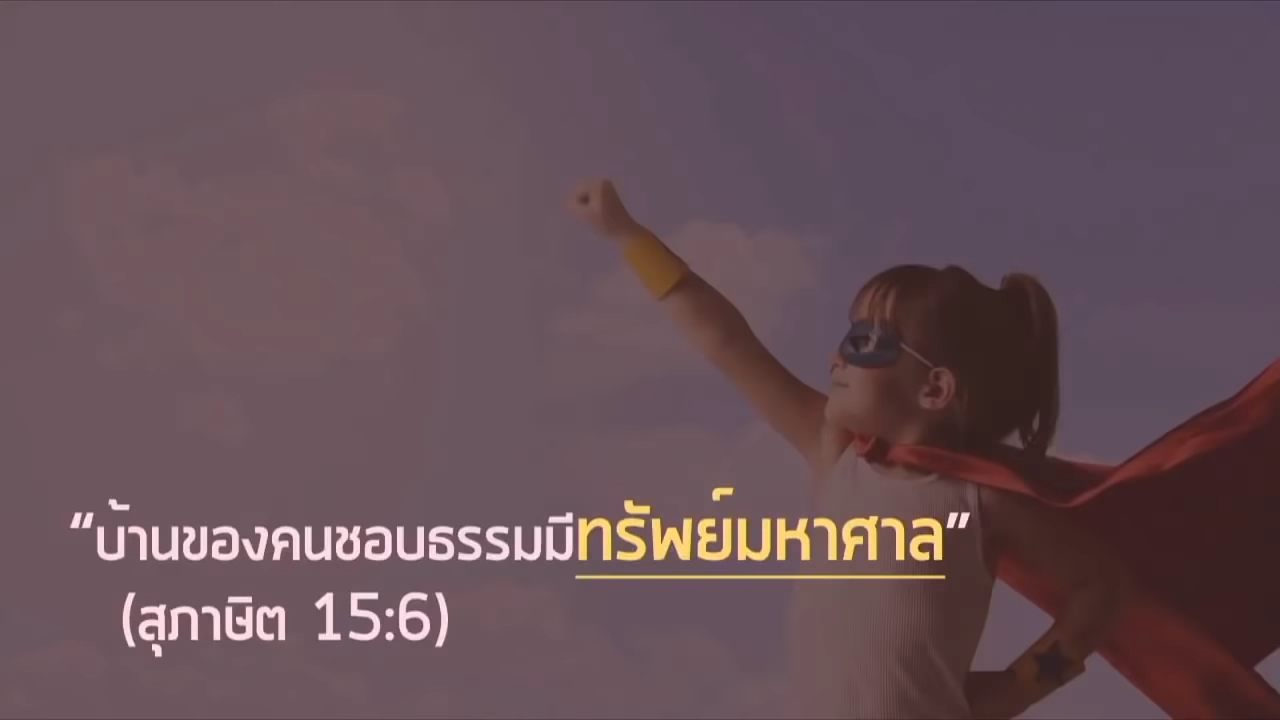 “บ้านของคนชอบธรรมมีทรัพย์มหาศาล”
(สุภาษิต 15:6)